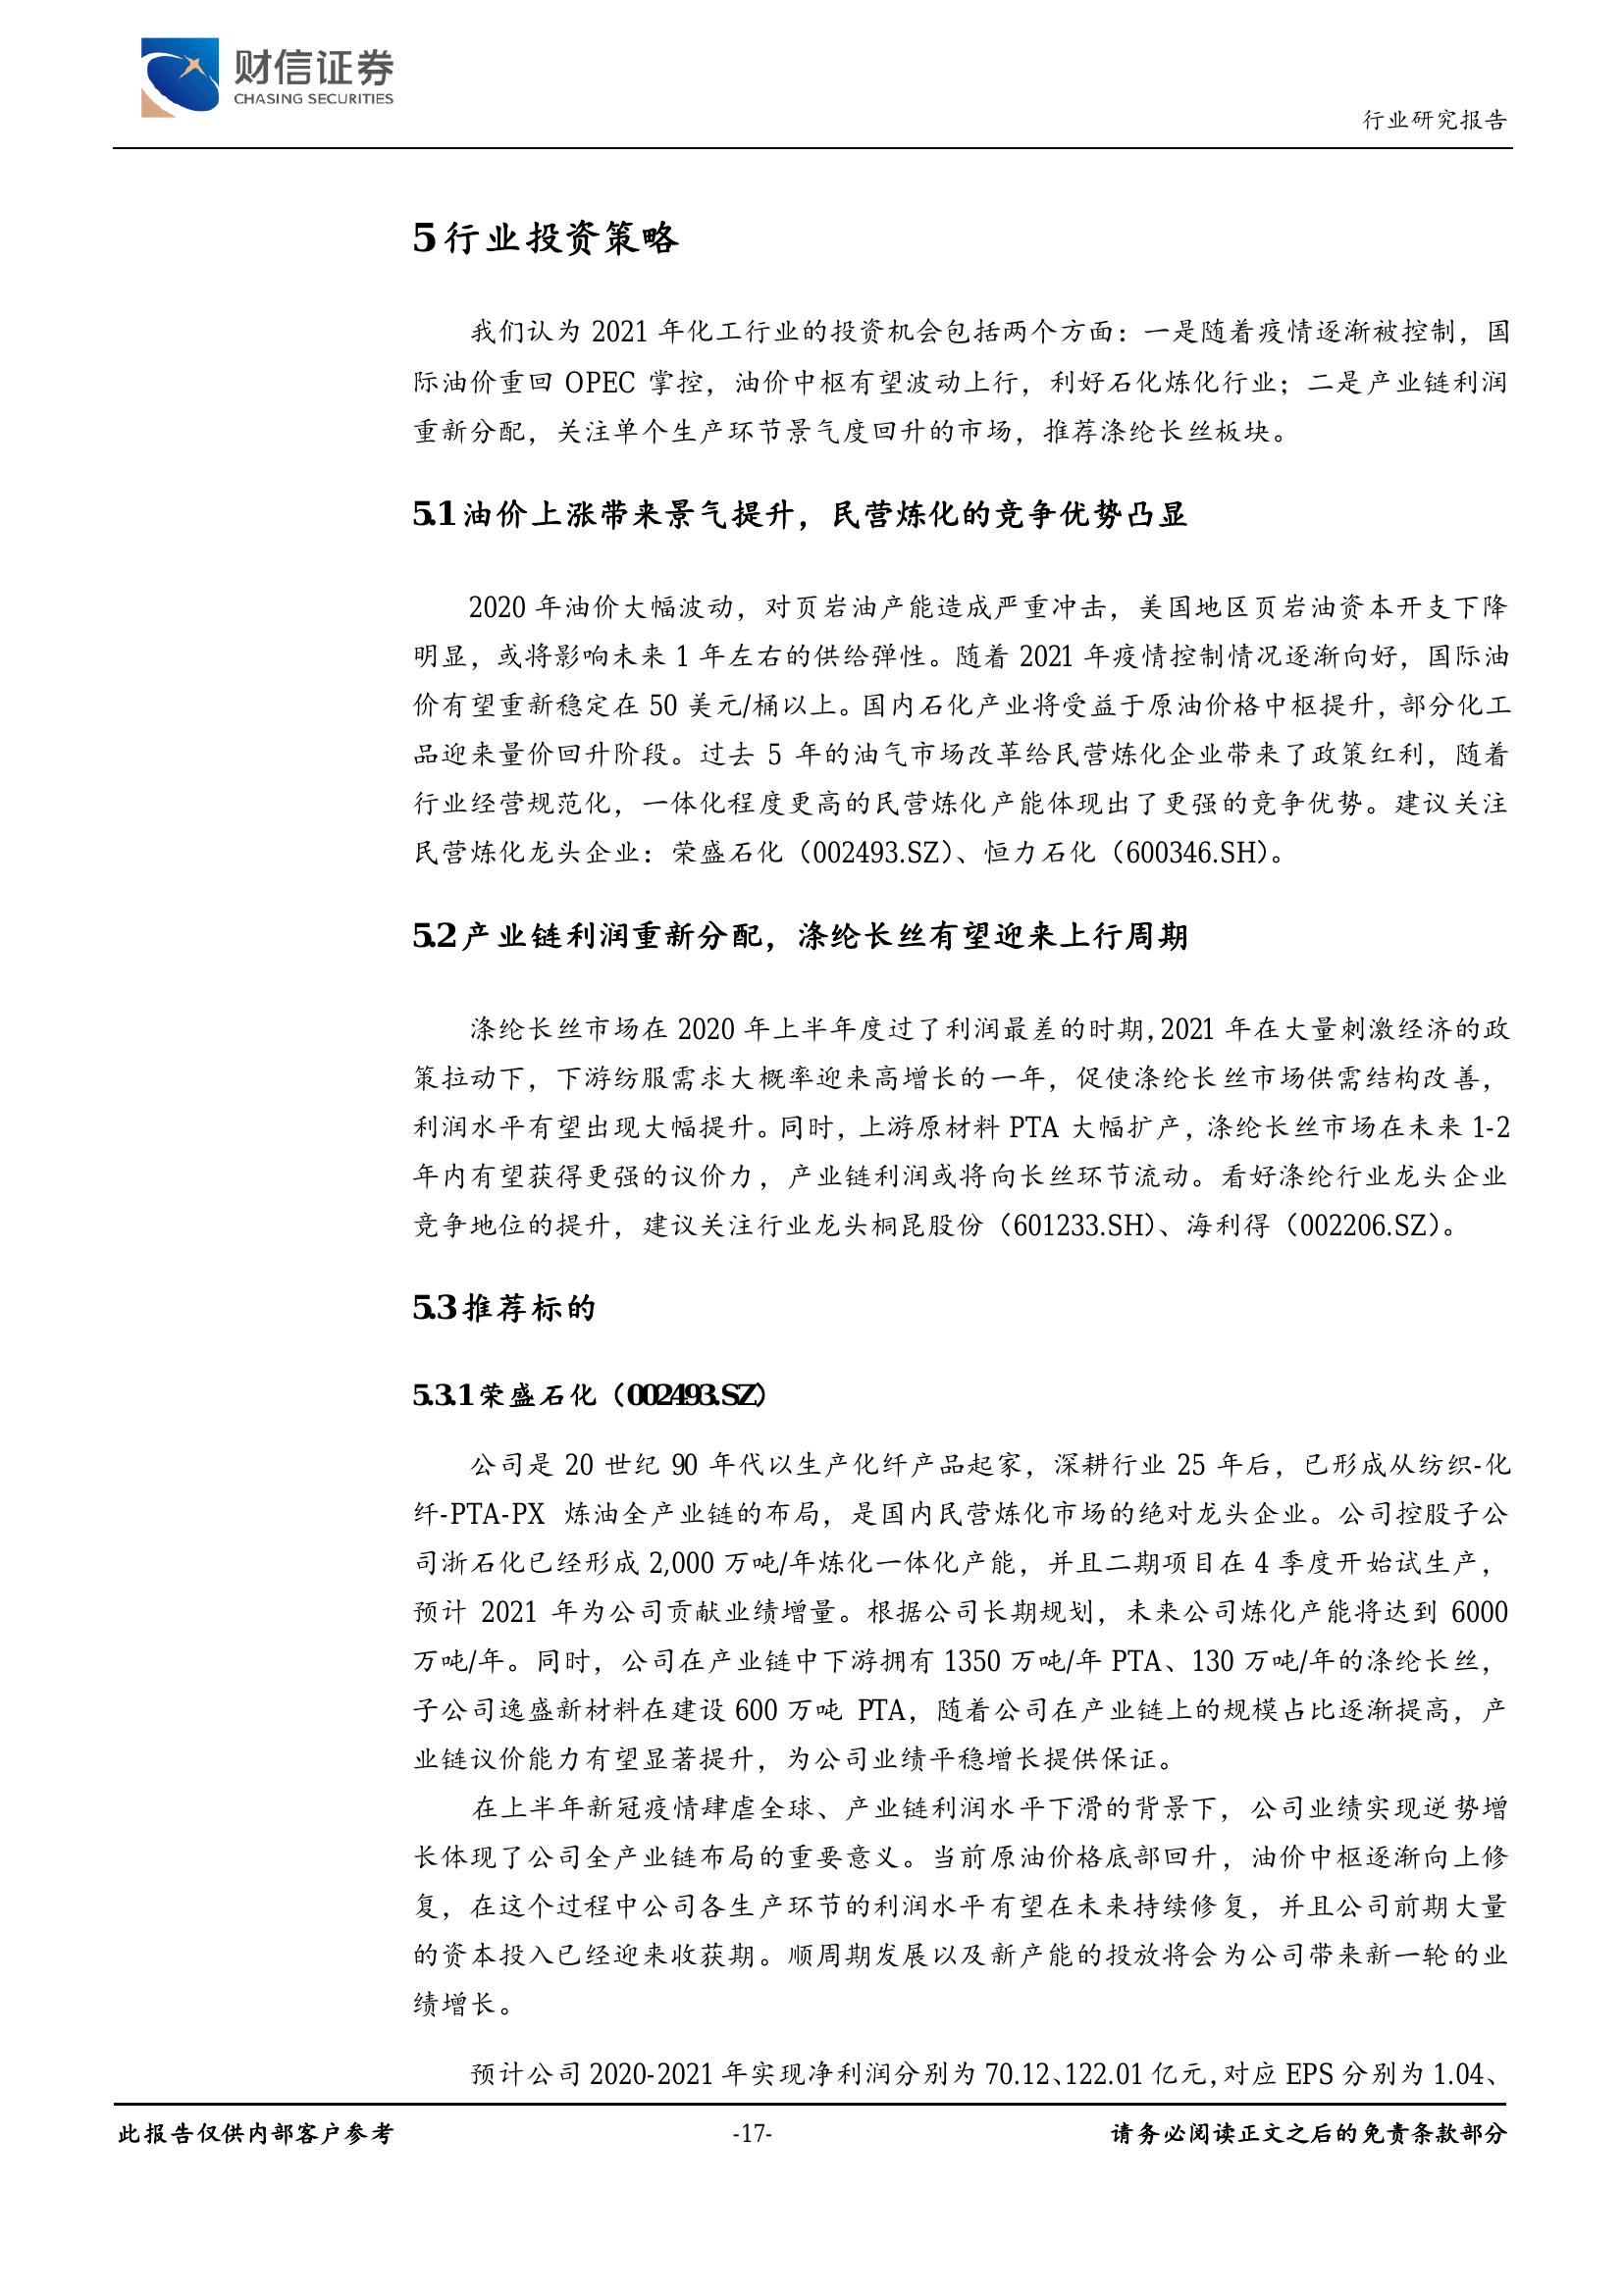 财信证券
CHASING SECURITIES
行业研究报告
5 行业投资策略
我们认为 2021 年化工行业的投资机会包括两个方面：一是随着疫情逐渐被控制，国
际油价重回 OPEC 掌控，油价中枢有望波动上行，利好石化炼化行业；二是产业链利润
重新分配，关注单个生产环节景气度回升的市场，推荐涤纶长丝板块。
5.1 油价上涨带来景气提升，民营炼化的竞争优势凸显
2020 年油价大幅波动，对页岩油产能造成严重冲击，美国地区页岩油资本开支下降
明显，或将影响未来 1 年左右的供给弹性。随着 2021 年疫情控制情况逐渐向好，国际油
价有望重新稳定在 50 美元/桶以上。国内石化产业将受益于原油价格中枢提升，部分化工
品迎来量价回升阶段。过去 5 年的油气市场改革给民营炼化企业带来了政策红利，随着
行业经营规范化，一体化程度更高的民营炼化产能体现出了更强的竞争优势。建议关注
民营炼化龙头企业：荣盛石化（002493.SZ）、恒力石化（600346.SH）。
5.2 产业链利润重新分配，涤纶长丝有望迎来上行周期
涤纶长丝市场在 2020 年上半年度过了利润最差的时期，2021 年在大量刺激经济的政
策拉动下，下游纺服需求大概率迎来高增长的一年，促使涤纶长丝市场供需结构改善，
利润水平有望出现大幅提升。同时，上游原材料 PTA 大幅扩产，涤纶长丝市场在未来 1-2
年内有望获得更强的议价力，产业链利润或将向长丝环节流动。看好涤纶行业龙头企业
竞争地位的提升，建议关注行业龙头桐昆股份（601233.SH）、海利得（002206.SZ）。
5.3 推荐标的
5.3.1 荣盛石化（002493.SZ）
公司是 20 世纪 90 年代以生产化纤产品起家，深耕行业 25 年后，已形成从纺织-化
纤-PTA-PX 炼油全产业链的布局，是国内民营炼化市场的绝对龙头企业。公司控股子公
司浙石化已经形成 2,000 万吨/年炼化一体化产能，并且二期项目在 4 季度开始试生产，
预计 2021 年为公司贡献业绩增量。根据公司长期规划，未来公司炼化产能将达到 6000
万吨/年。同时，公司在产业链中下游拥有 1350 万吨/年 PTA、130 万吨/年的涤纶长丝，
子公司逸盛新材料在建设 600 万吨 PTA，随着公司在产业链上的规模占比逐渐提高，产
业链议价能力有望显著提升，为公司业绩平稳增长提供保证。
在上半年新冠疫情肆虐全球、产业链利润水平下滑的背景下，公司业绩实现逆势增
长体现了公司全产业链布局的重要意义。当前原油价格底部回升，油价中枢逐渐向上修
复，在这个过程中公司各生产环节的利润水平有望在未来持续修复，并且公司前期大量
的资本投入已经迎来收获期。顺周期发展以及新产能的投放将会为公司带来新一轮的业
绩增长。
预计公司 2020-2021 年实现净利润分别为 70.12、122.01 亿元，对应 EPS 分别为 1.04、
此报告仅供内部客户参考
-17-
请务必阅读正文之后的免责条款部分